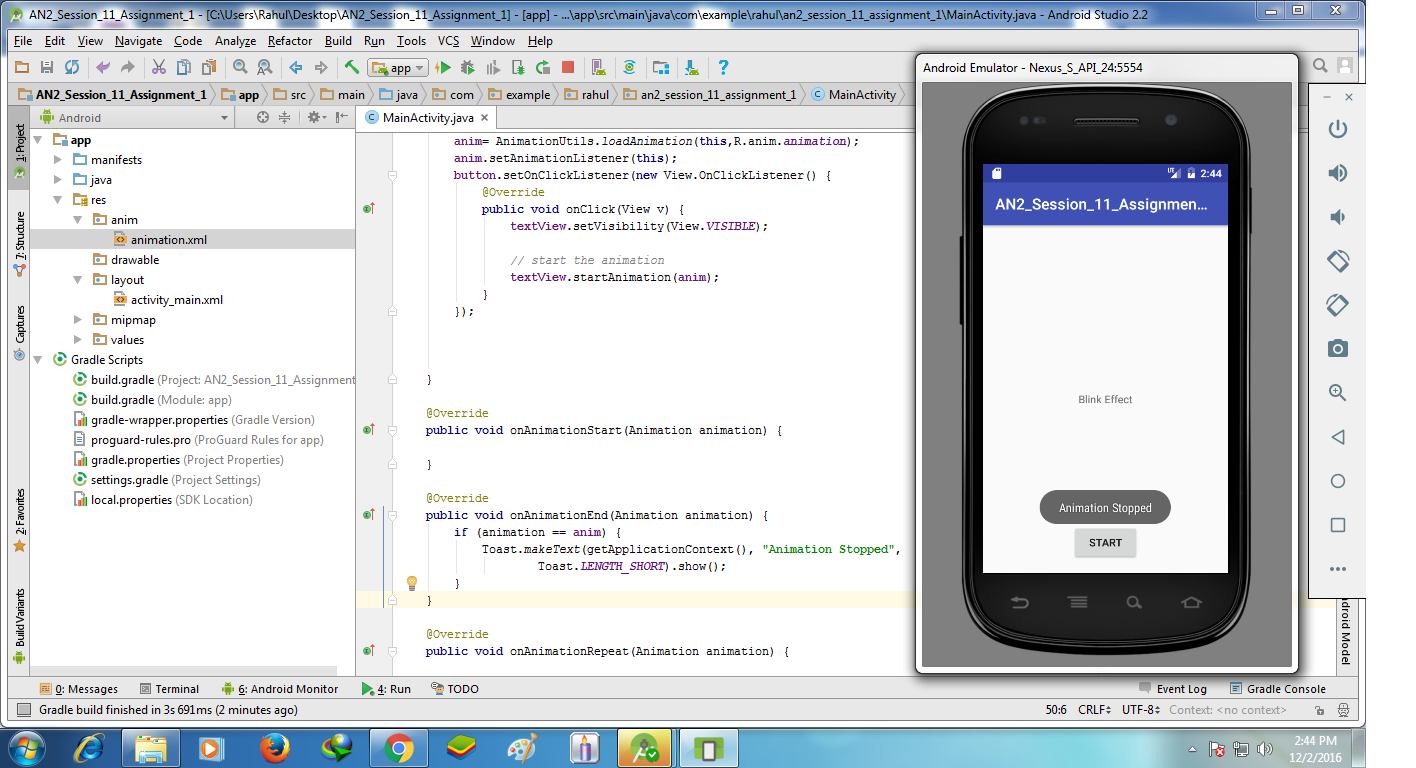 AN2_Session_11_Assignment_1 - [C:\Users\Rahul\Desktop\AN2_Session_11_Assignment_1] - [app] - ...\app\src\main\java\com\example\rahul\an2_session_11_assignment_1\MainActivity.java - Android Studio 2.2
File Edit View Navigate Code Analyze Refactor Build Run Tools VCS Window Help
app
AN2_Session_11_Assignment_1 app src main java com example rahul an2_session_11_assignment_1 MainActivity
Android
MainActivity.java
1: Project
7: Structure
Captures
2: Favorites
Build Variants
app
manifests
java
res
anim
animation.xml
drawable
layout
activity_main.xml
mipmap
values
Gradle Scripts
build.gradle (Project: AN2_Session_11_Assignment
build.gradle (Module: app)
gradle-wrapper.properties (Gradle Version)
proguard-rules.pro (ProGuard Rules for app)
gradle.properties (Project Properties)
settings.gradle (Project Settings)
local.properties (SDK Location)
anim= AnimationUtils.loadAnimation(this,R.anim.animation);
anim.setAnimationListener(this);
button.setOnClickListener(new View.OnClickListener() {
@Override
public void onClick(View v) {
textView.setVisibility(View.VISIBLE);
// start the animation
textView.startAnimation(anim);
}
});
}
@Override
public void onAnimationStart(Animation animation) {
}
@Override
public void onAnimationEnd(Animation animation) {
if (animation == anim) {
Toast.makeText(getApplicationContext(), "Animation Stopped",
Toast.LENGTH_SHORT).show();
}
}
@Override
public void onAnimationRepeat(Animation animation) {
Android Emulator - Nexus_S_API_24:5554
LTE 2:44
AN2_Session_11_Assignmen...
Blink Effect
Animation Stopped
START
ndroid Model
0: Messages Terminal 6: Android Monitor 4: Run TODO Event Log Gradle Console
Gradle build finished in 3s 691ms (2 minutes ago) 50:6 CRLF UTF-8 Context: <no context>
2:44 PM
12/2/2016